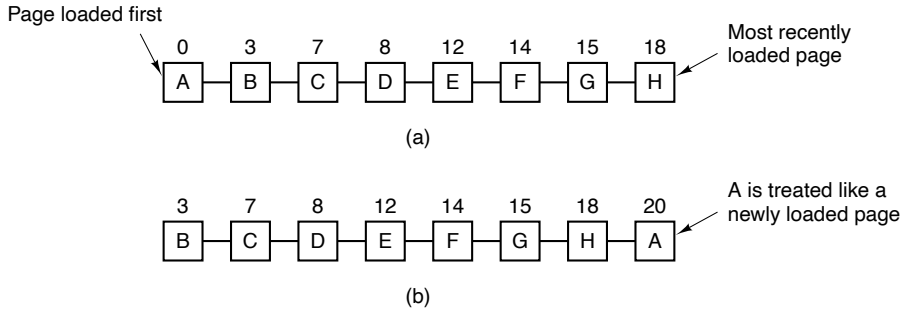 Page loaded first
0 3 7 8 12 14 15 18
A B C D E F G H
Most recently
loaded page
(a)
3 7 8 12 14 15 18 20
B C D E F G H A
A is treated like a
newly loaded page
(b)